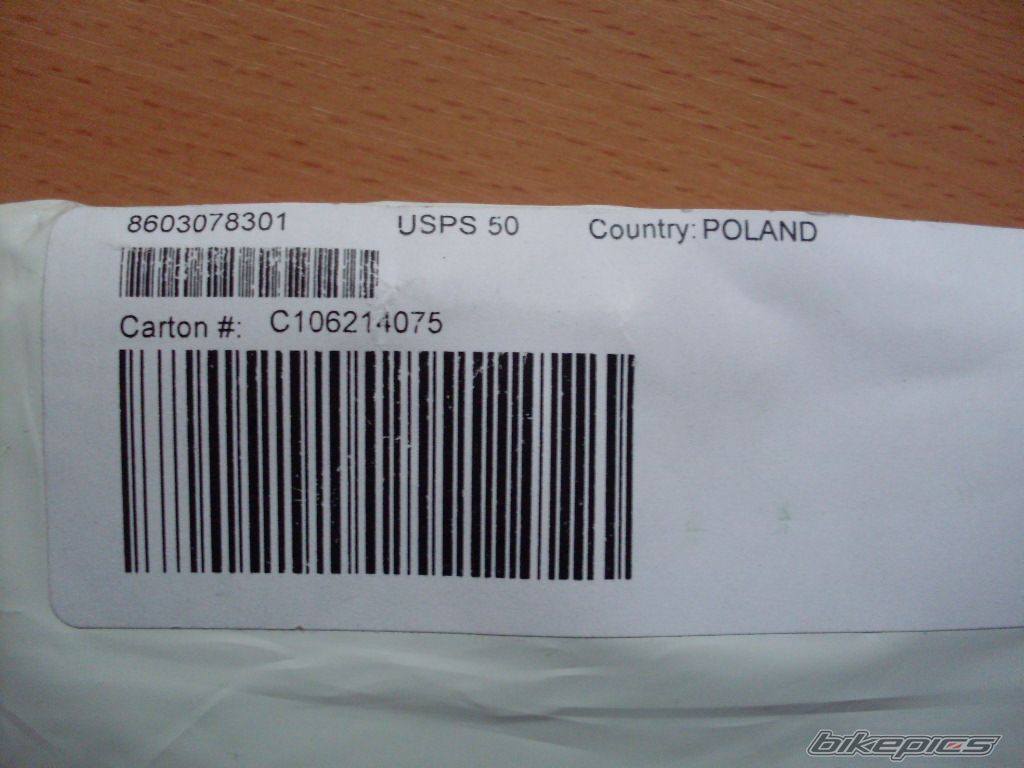 8603078301 USPS 50 Country: POLAND
Carton #: C106214075
bikepics